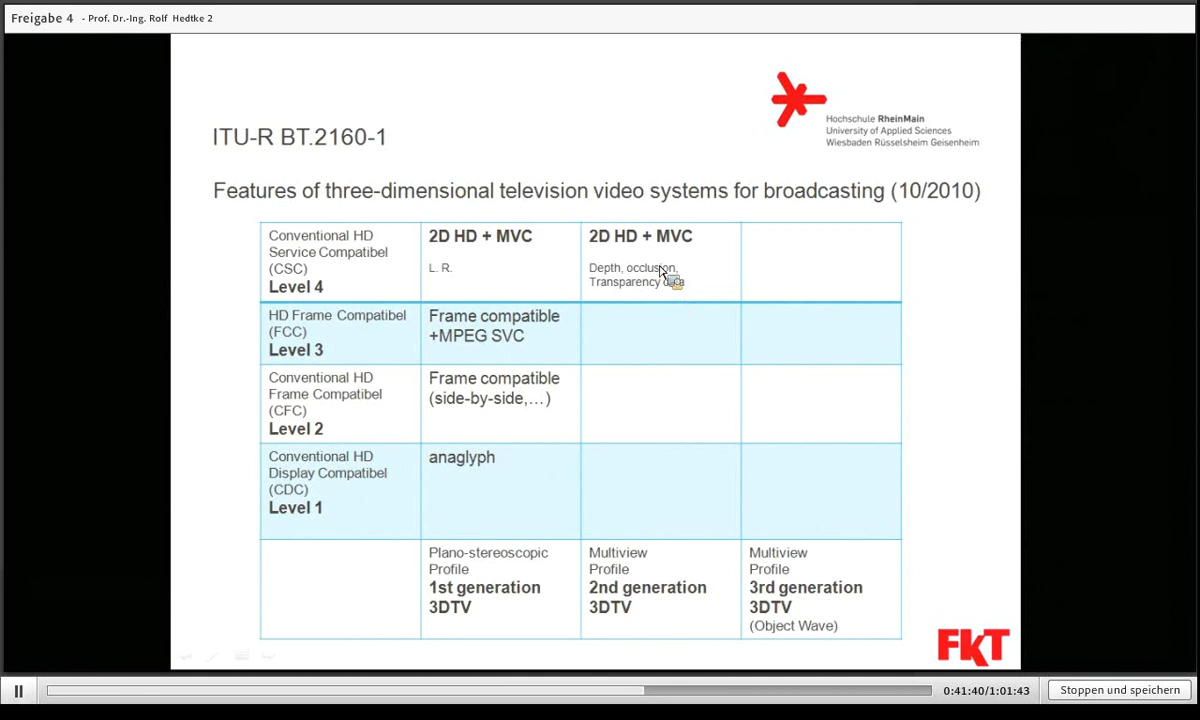 Freigabe 4 - Prof. Dr.-Ing. Rolf Hedtke 2
Hochschule RheinMain
University of Applied Sciences
Wiesbaden Rüsselsheim Geisenheim
ITU-R BT.2160-1
Features of three-dimensional television video systems for broadcasting (10/2010)
Conventional HD
Service Compatibel
(CSC)
Level 4
2D HD + MVC
L. R.
2D HD + MVC
Depth, occlusion,
Transparency
HD Frame Compatibel
(FCC)
Level 3
Frame compatible
+MPEG SVC
Conventional HD
Frame Compatibel
(CFC)
Level 2
Frame compatible
(side-by-side,…)
Conventional HD
Display Compatibel
(CDC)
Level 1
anaglyph
Plano-stereoscopic
Profile
1st generation
3DTV
Multiview
Profile
2nd generation
3DTV
Multiview
Profile
3rd generation
3DTV
(Object Wave)
FKT
0:41:40/1:01:43
Stoppen und speichern